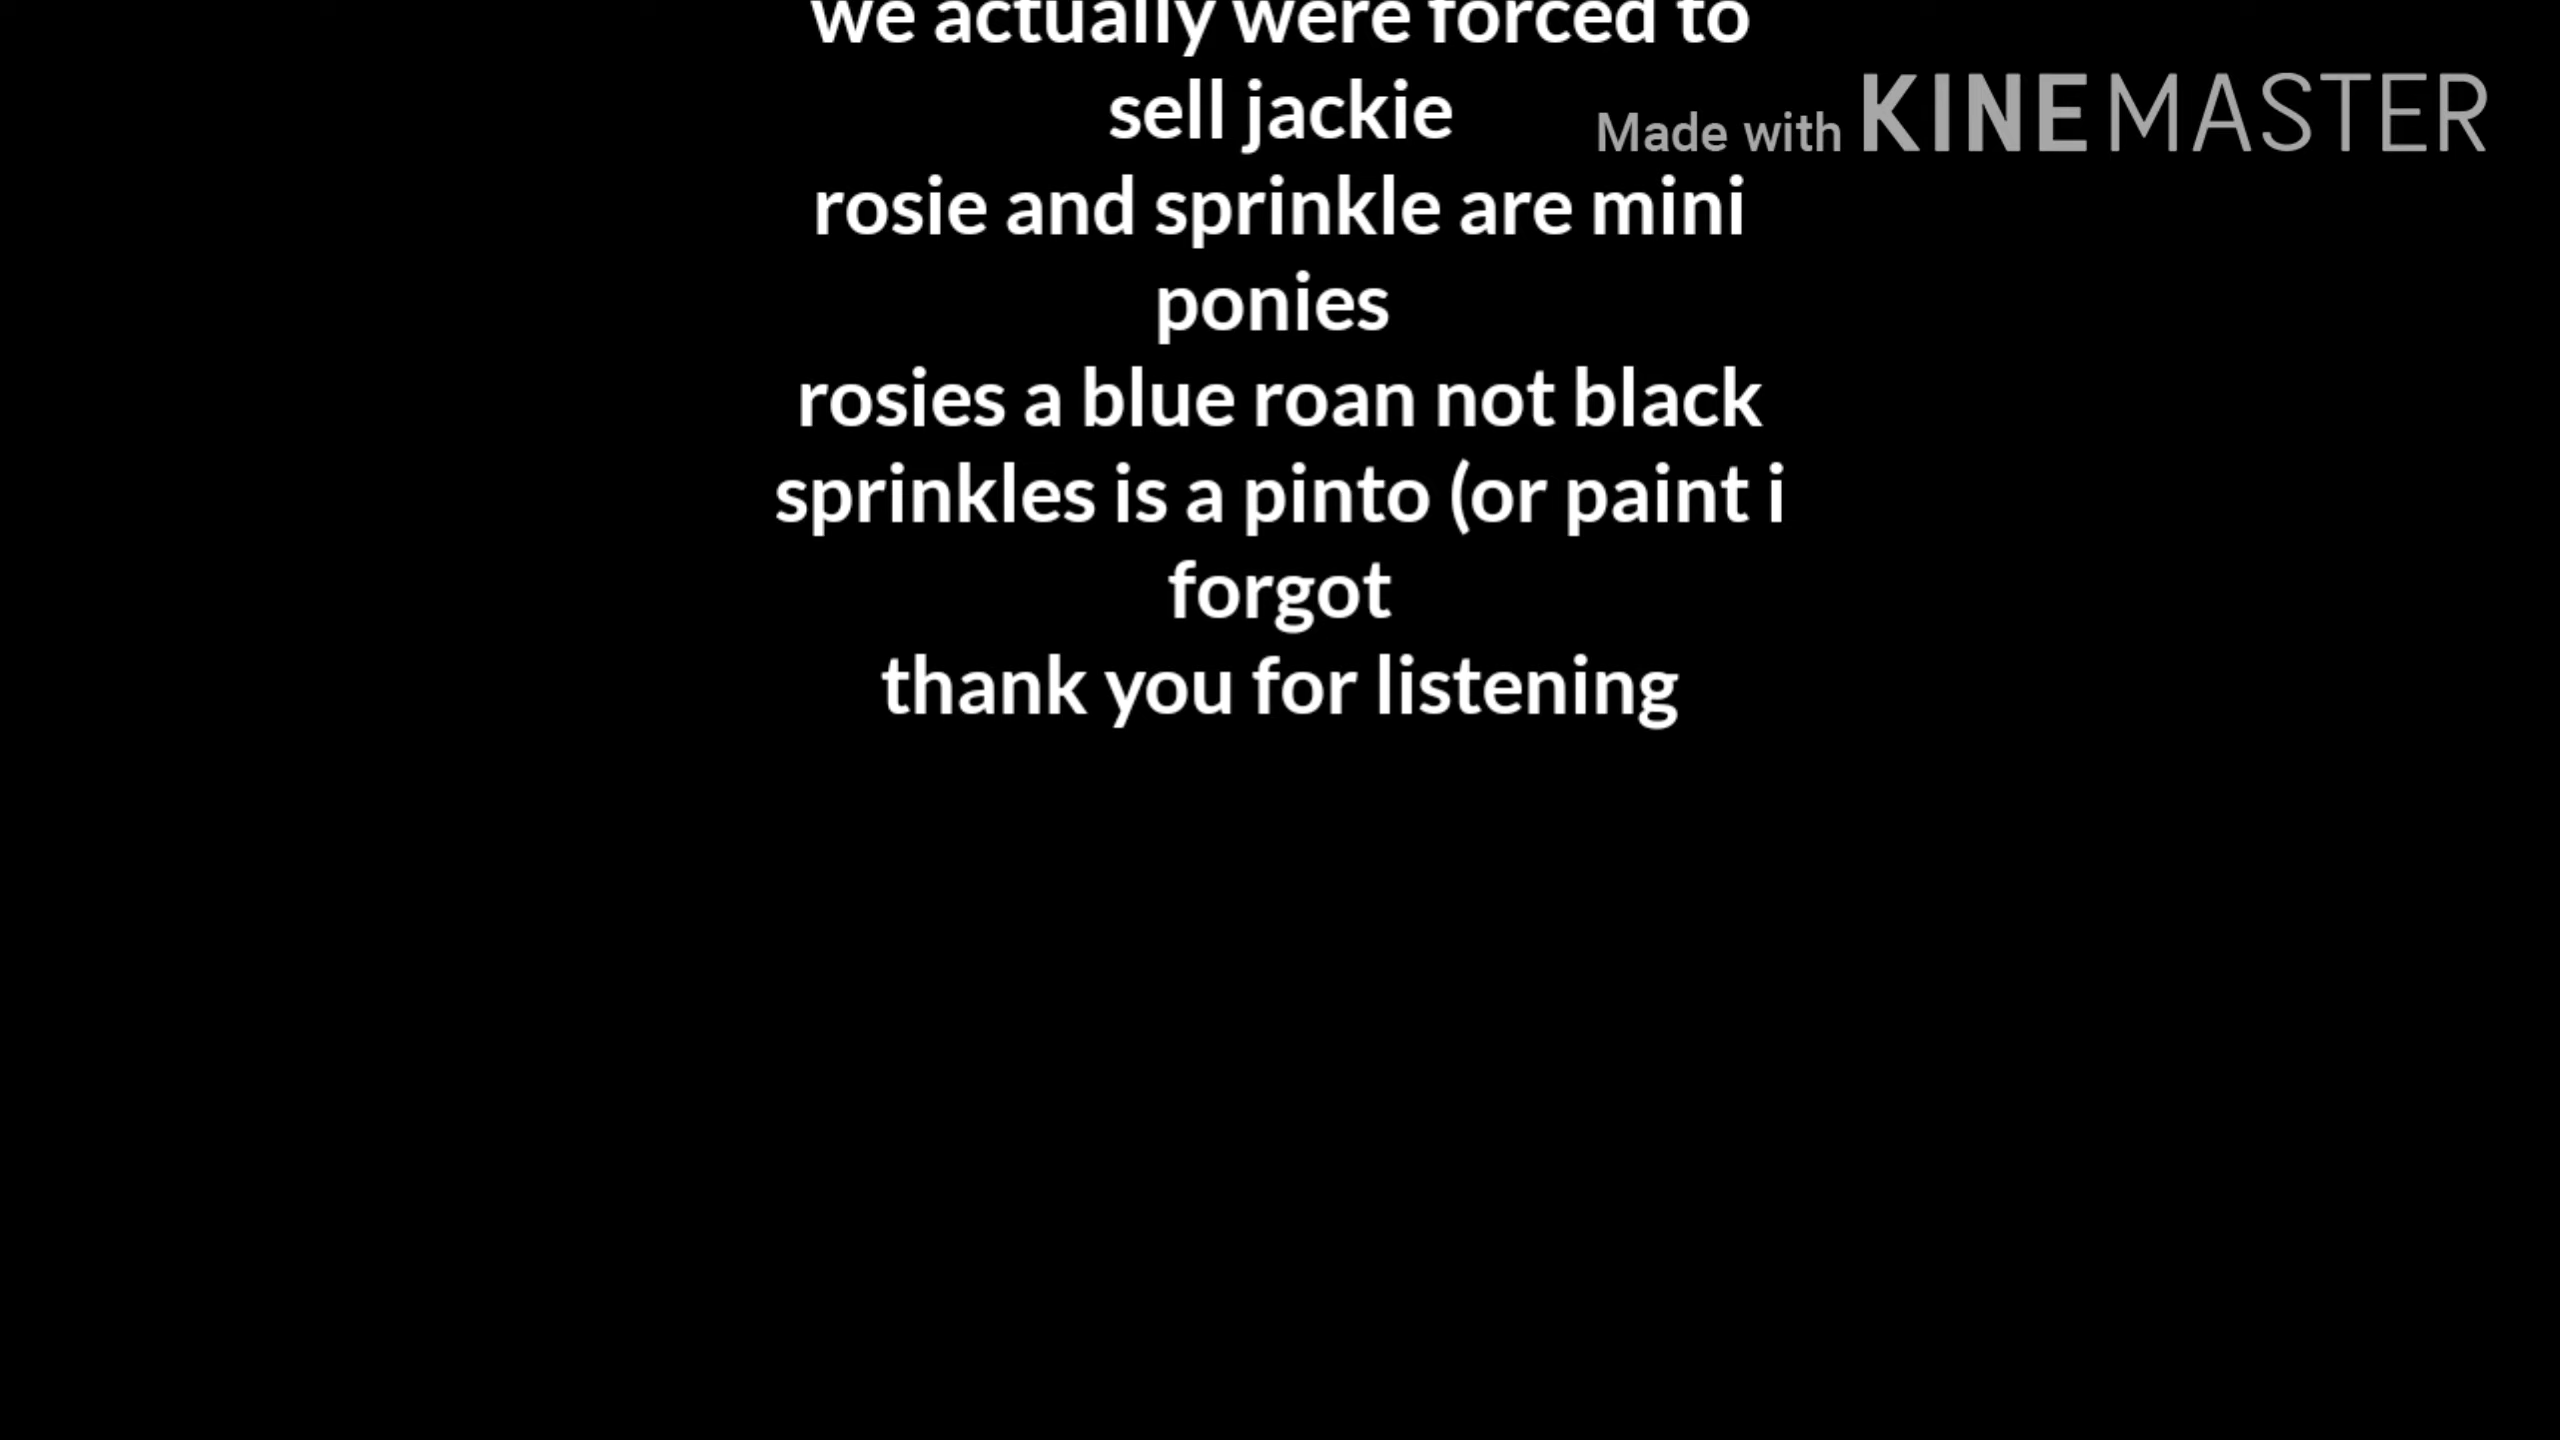 we actually were forced to
sell jackie
Made with KINEMASTER
rosie and sprinkle are mini
ponies
rosies a blue roan not black
sprinkles is a pinto (or paint i
forgot
thank you for listening